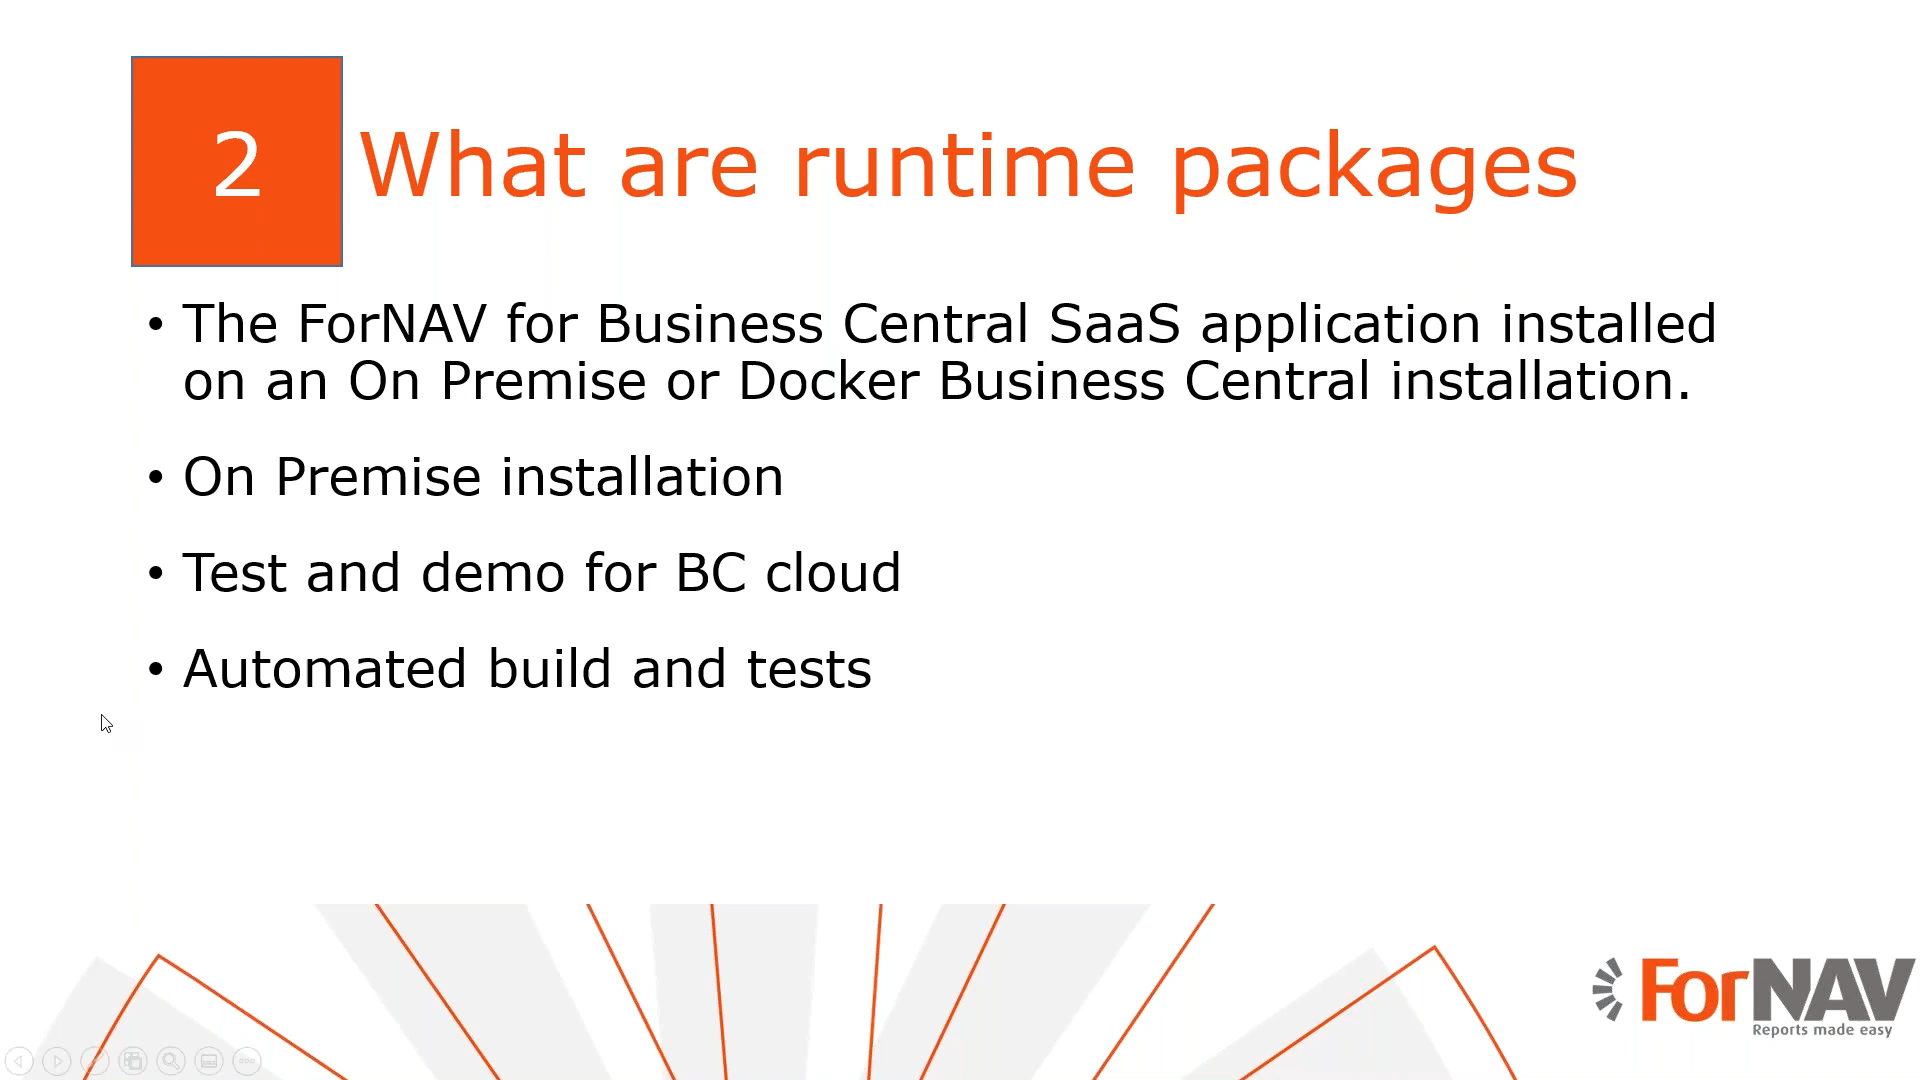 2
What are runtime packages
• The ForNAV for Business Central SaaS application installed
on an On Premise or Docker Business Central installation.
• On Premise installation
• Test and demo for BC cloud
• Automated build and tests
ForNAV
Reports made easy